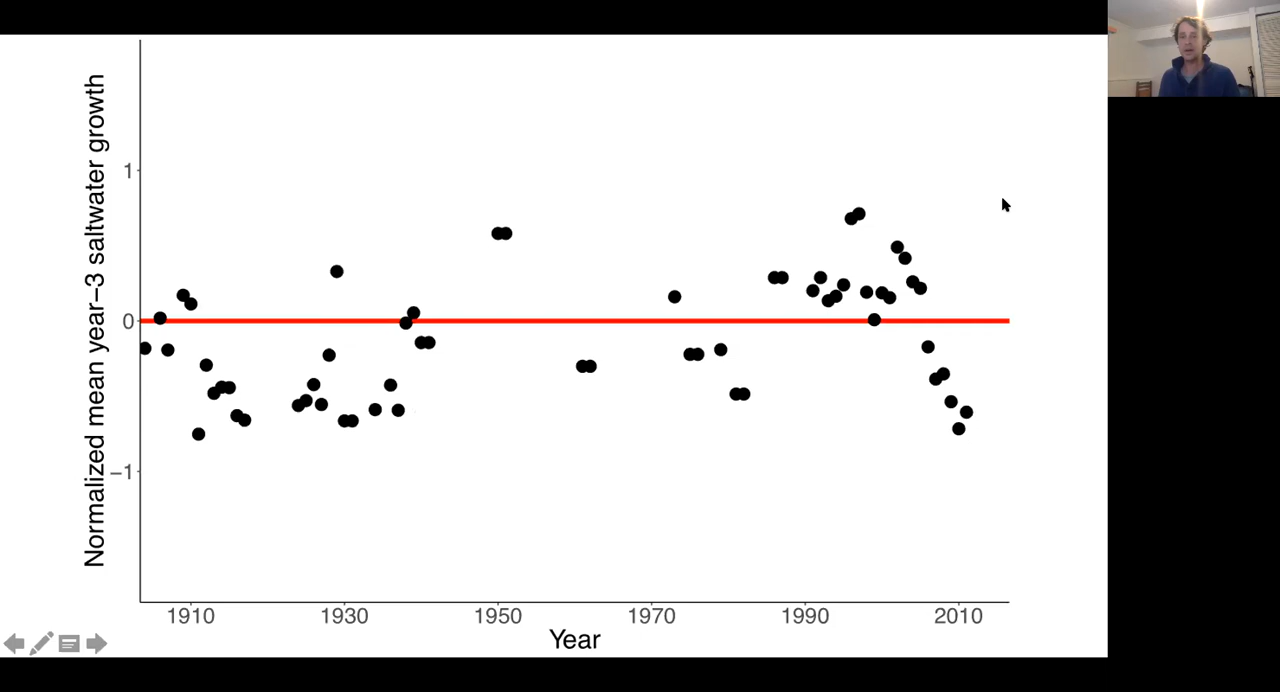 Normalized mean year−3 saltwater growth
1
0
−1
1910 1930 1950 1970 1990 2010
Year